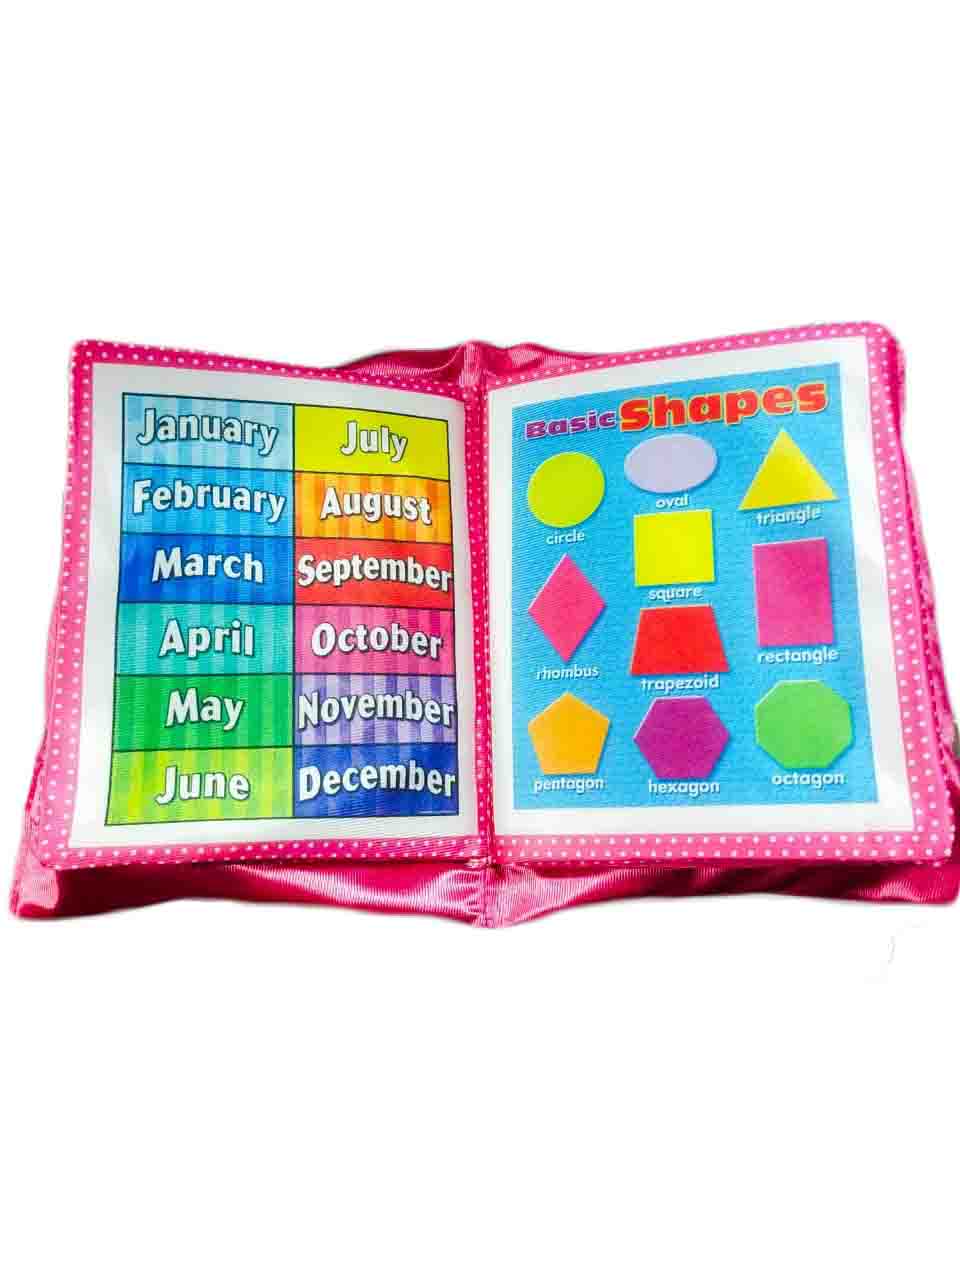 January
February
March
April
May
June
July
August
September
October
November
December
Basic Shapes
circle
oval
triangle
square
rhombus
trapezoid
rectangle
pentagon
hexagon
octagon